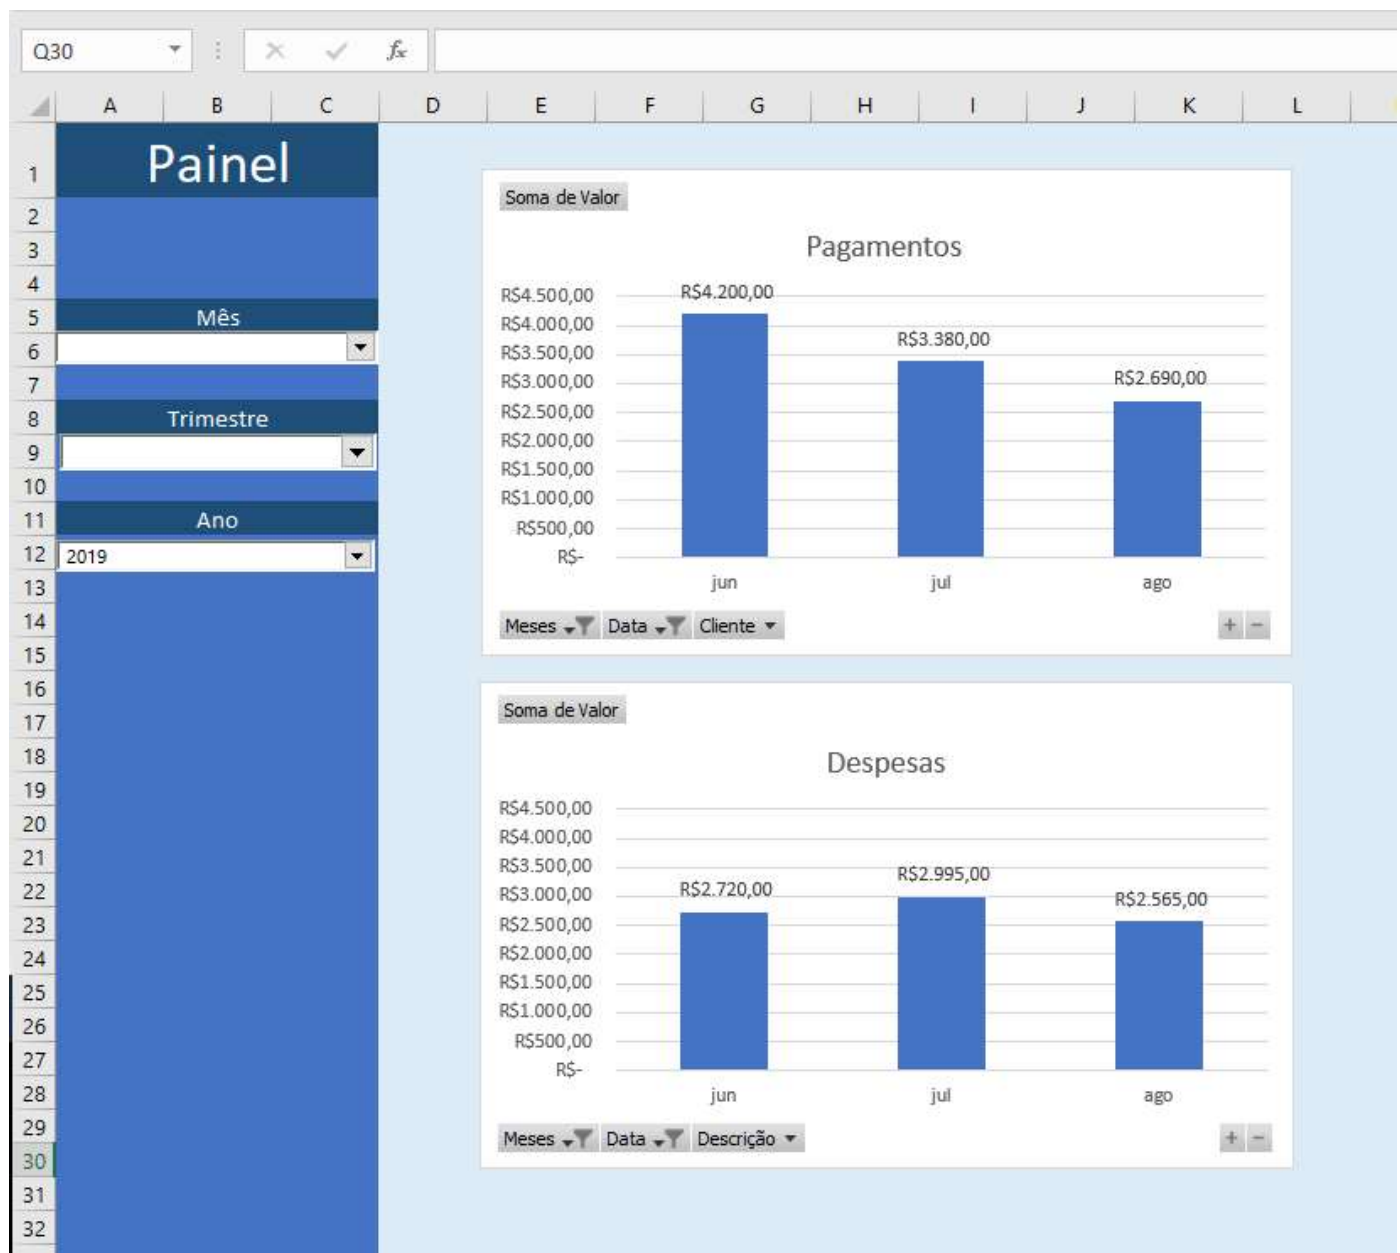 Q30
fx
A B C D E F G H I J K L
1 Painel
2
3
4
5 Mês
6
7
8 Trimestre
9
10
11 Ano
12 2019
13
14
15
16
17
18
19
20
21
22
23
24
25
26
27
28
29
30
31
32
Soma de Valor
Pagamentos
R$4.500,00
R$4.000,00
R$3.500,00
R$3.000,00
R$2.500,00
R$2.000,00
R$1.500,00
R$1.000,00
R$500,00
R$-
R$4.200,00
R$3.380,00
R$2.690,00
jun jul ago
Meses Data Cliente + -
Soma de Valor
Despesas
R$4.500,00
R$4.000,00
R$3.500,00
R$3.000,00
R$2.500,00
R$2.000,00
R$1.500,00
R$1.000,00
R$500,00
R$-
R$2.720,00
R$2.995,00
R$2.565,00
jun jul ago
Meses Data Descrição + -